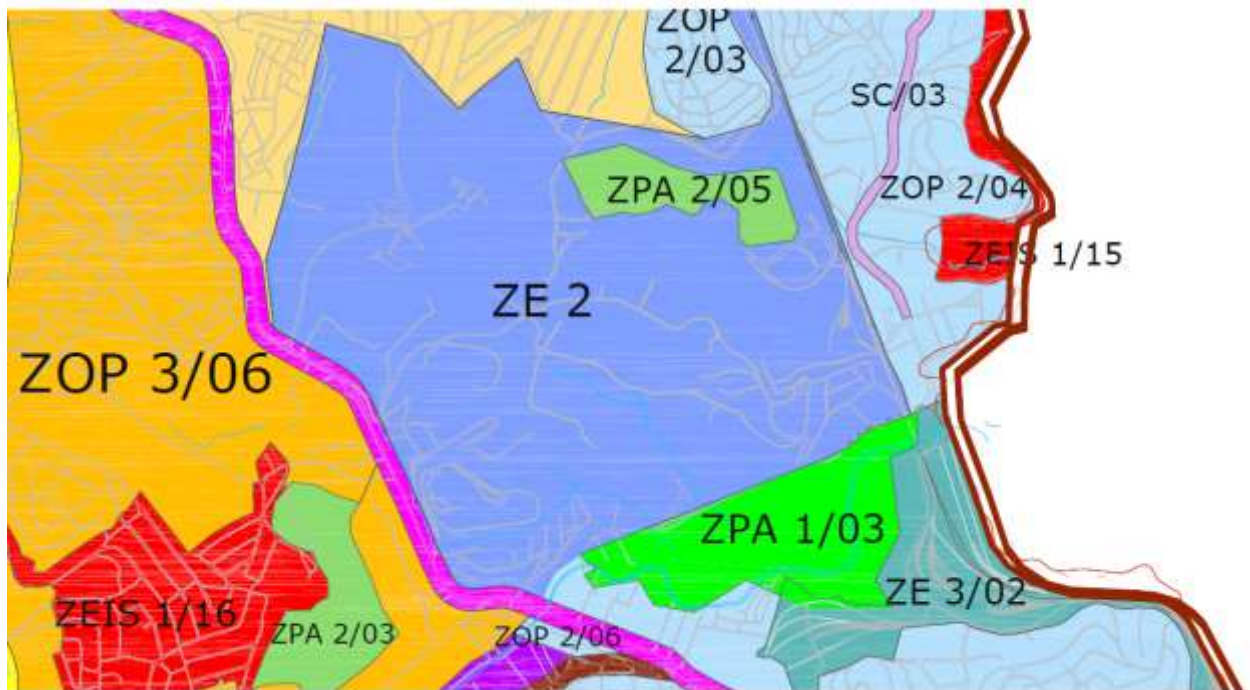 ZOP
2/03
SC/03
ZPA 2/05
ZOP 2/04
ZEIS 1/15
ZE 2
ZOP 3/06
ZPA 1/03
ZE 3/02
ZEIS 1/16
ZPA 2/03
ZOP 2/06